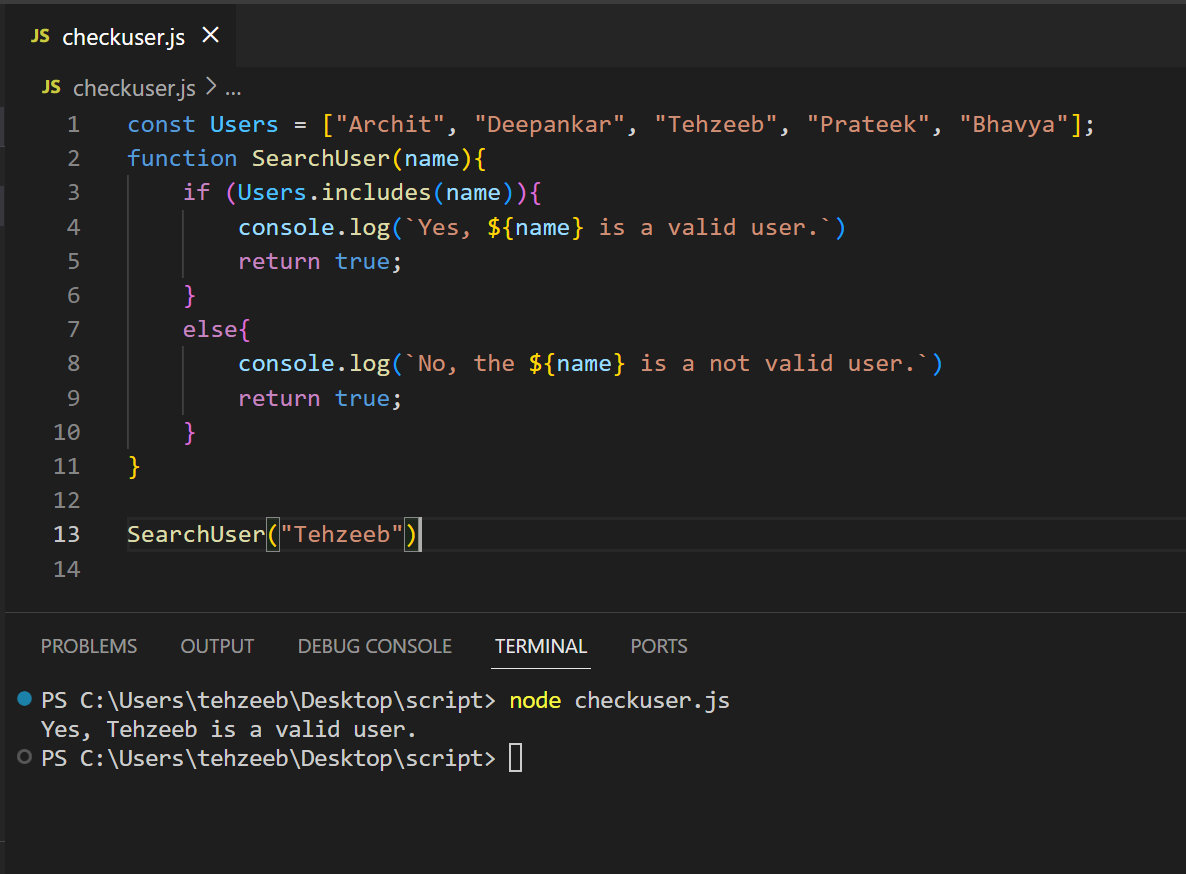 JS checkuser.js ×
JS checkuser.js > ...
1 const Users = ["Archit", "Deepankar", "Tehzeeb", "Prateek", "Bhavya"];
2 function SearchUser(name){
3     if (Users.includes(name)){
4         console.log(`Yes, ${name} is a valid user.`)
5         return true;
6     }
7     else{
8         console.log(`No, the ${name} is a not valid user.`)
9         return true;
10     }
11 }
12
13 SearchUser("Tehzeeb")
14
PROBLEMS OUTPUT DEBUG CONSOLE TERMINAL PORTS
PS C:\Users\tehzeeb\Desktop\script> node checkuser.js
Yes, Tehzeeb is a valid user.
PS C:\Users\tehzeeb\Desktop\script>